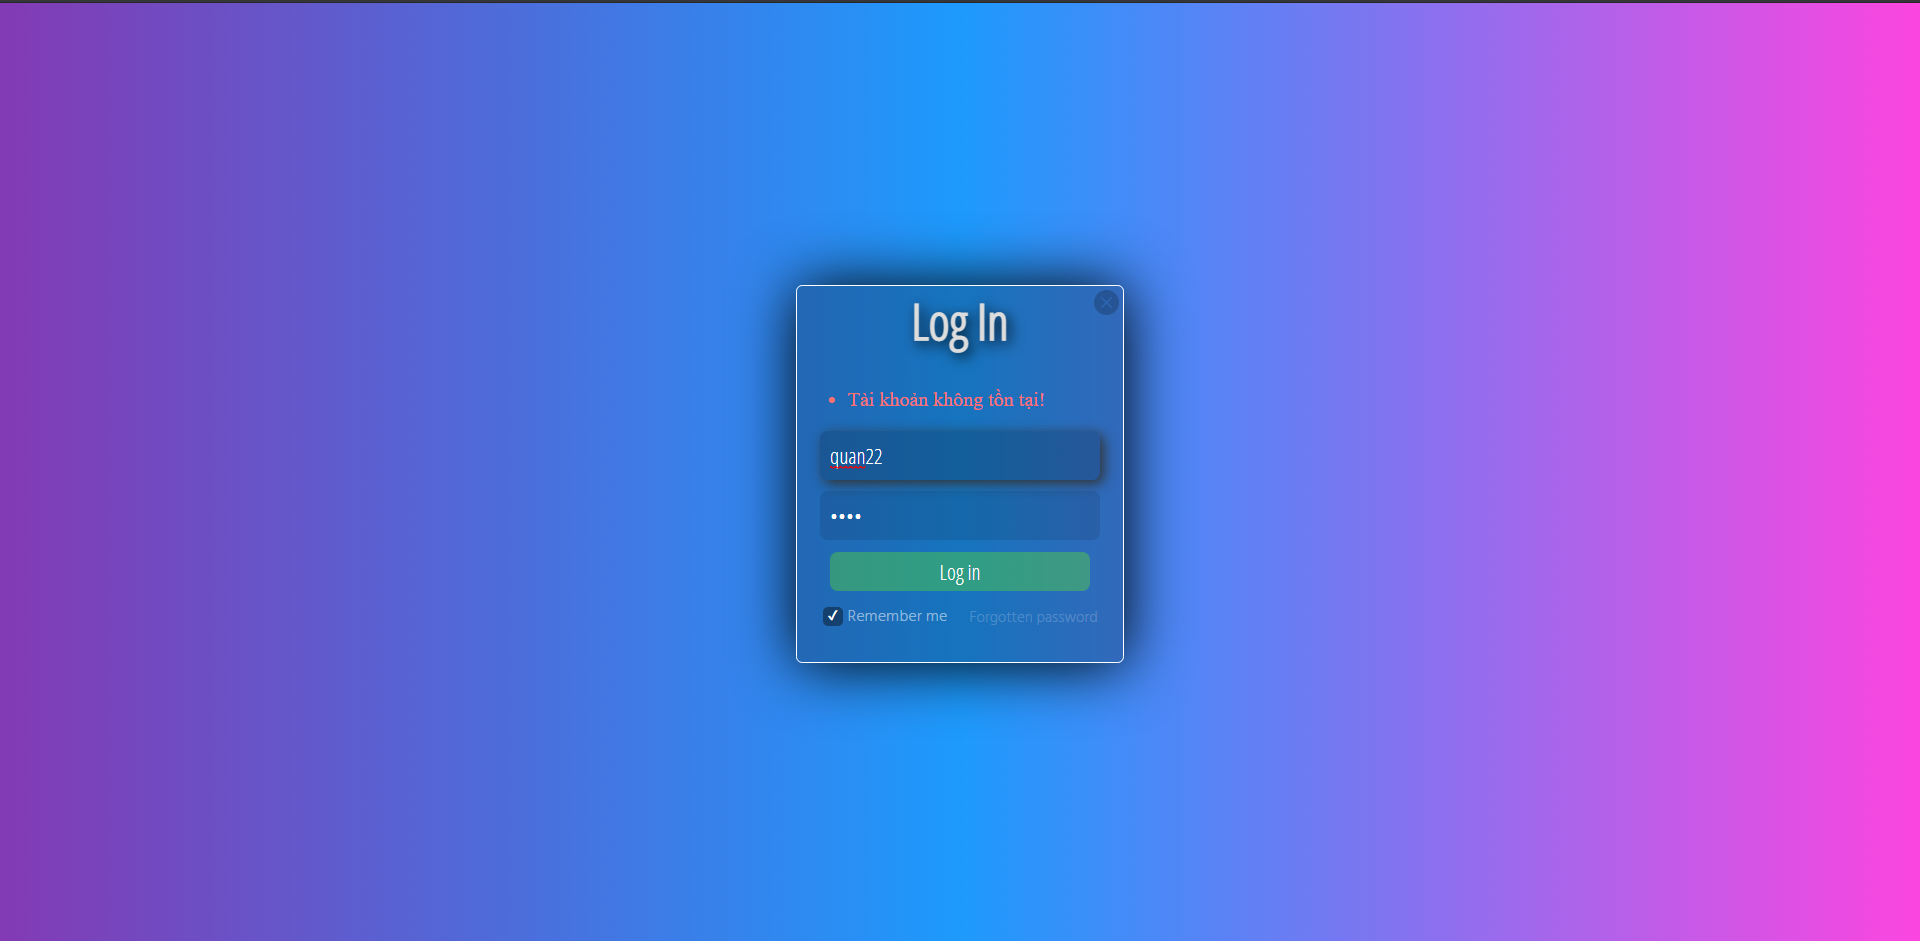 Log In
Tài khoản không tồn tại!
quan22
••••
Log in
Remember me Forgotten password